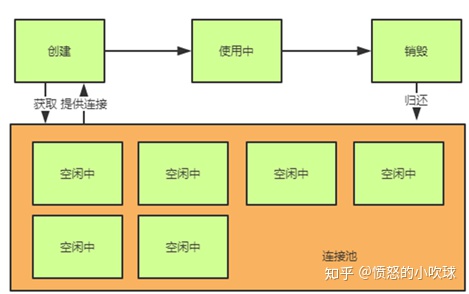 创建
使用中
销毁
获取
提供连接
归还
空闲中
空闲中
空闲中
空闲中
空闲中
空闲中
连接池
知乎 @愤怒的小吹球